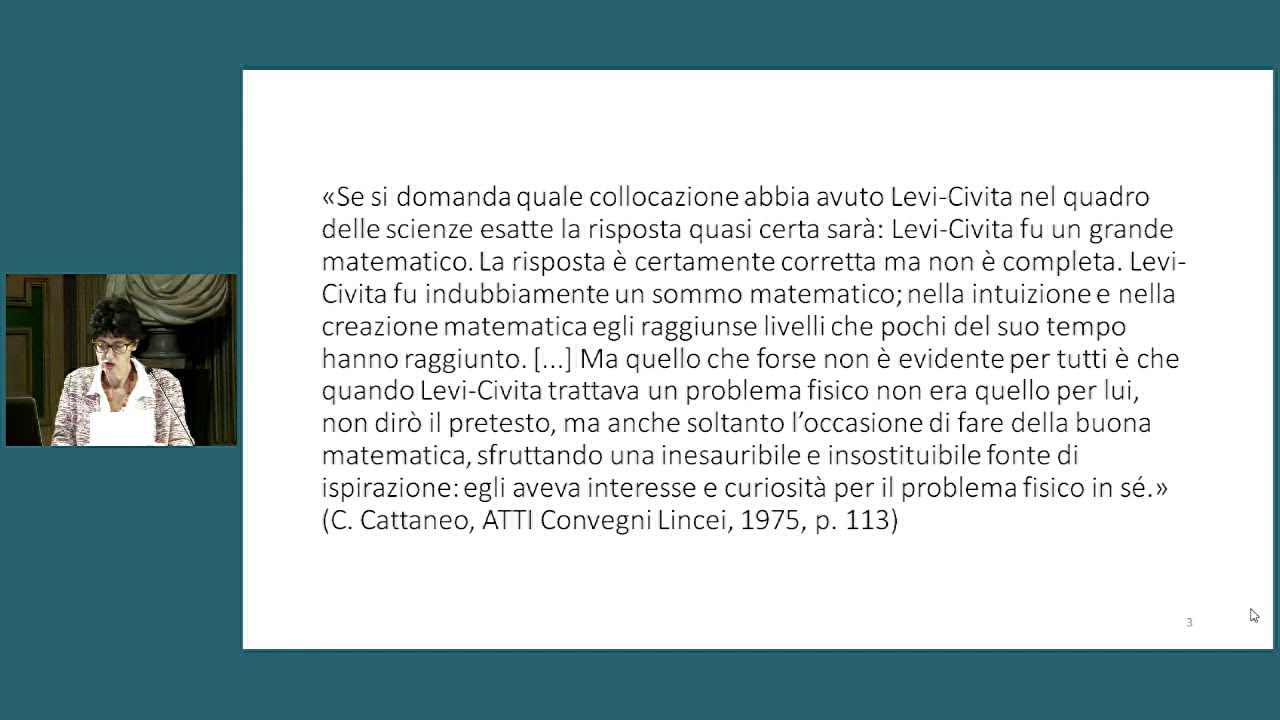 «Se si domanda quale collocazione abbia avuto Levi-Civita nel quadro
delle scienze esatte la risposta quasi certa sarà: Levi-Civita fu un grande
matematico. La risposta è certamente corretta ma non è completa. Levi-
Civita fu indubbiamente un sommo matematico; nella intuizione e nella
creazione matematica egli raggiunse livelli che pochi del suo tempo
hanno raggiunto. [...] Ma quello che forse non è evidente per tutti è che
quando Levi-Civita trattava un problema fisico non era quello per lui,
non dirò il pretesto, ma anche soltanto l’occasione di fare della buona
matematica, sfruttando una inesauribile e insostituibile fonte di
ispirazione: egli aveva interesse e curiosità per il problema fisico in sé.»
(C. Cattaneo, ATTI Convegni Lincei, 1975, p. 113)
3